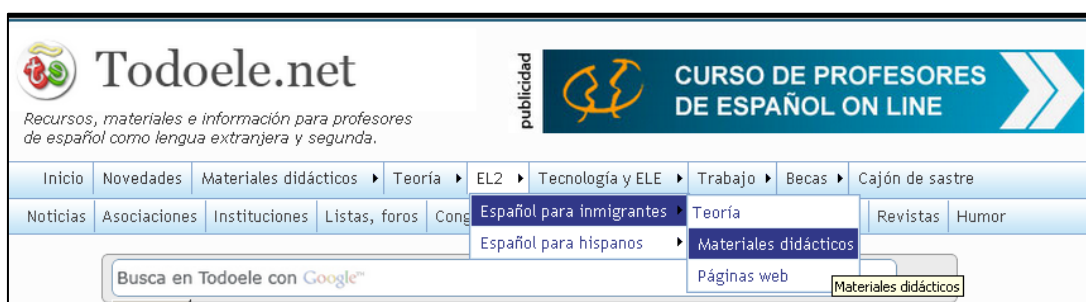 Todoele.net
Recursos, materiales e información para profesores
de español como lengua extranjera y segunda.
publicidad
CURSO DE PROFESORES
DE ESPAÑOL ON LINE
Inicio Novedades Materiales didácticos Teoría EL2 Tecnología y ELE Trabajo Becas Cajón de sastre
Noticias Asociaciones Instituciones Listas, foros Revistas Humor
Español para inmigrantes Teoría
Español para hispanos Materiales didácticos
Páginas web
Materiales didácticos
Busca en Todoele con Google™